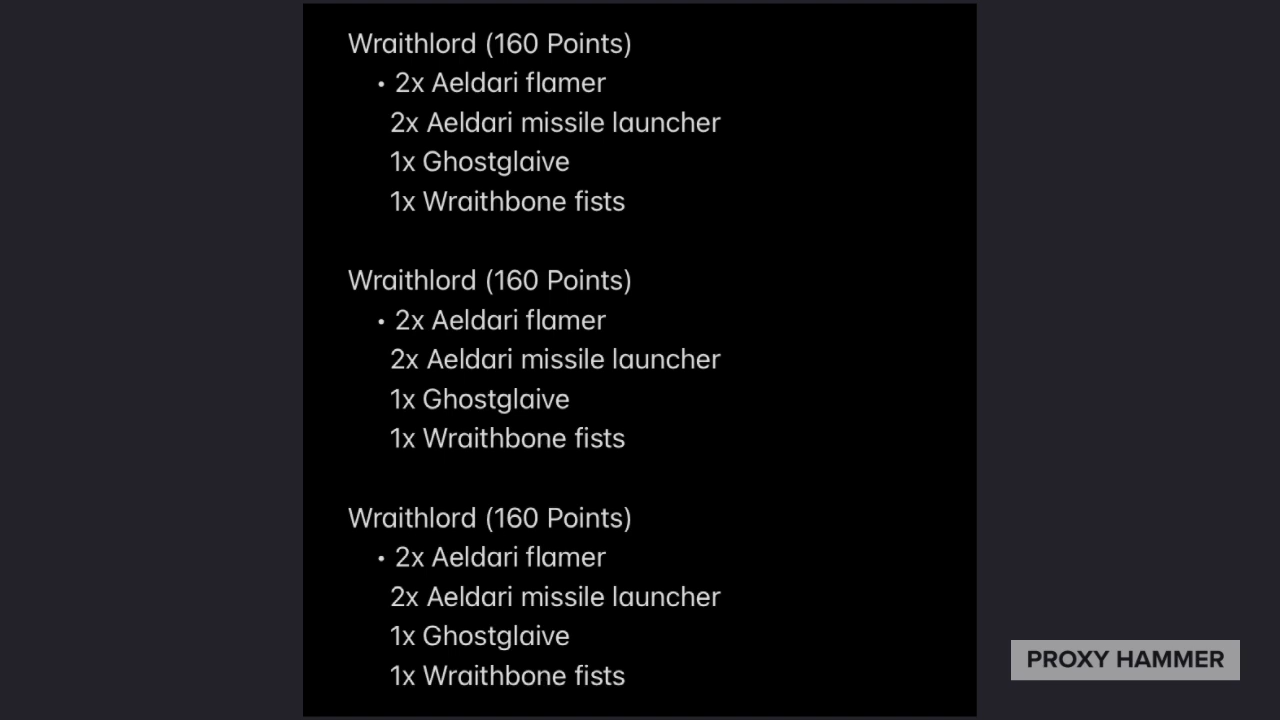 Wraithlord (160 Points)
• 2x Aeldari flamer
2x Aeldari missile launcher
1x Ghostglaive
1x Wraithbone fists
Wraithlord (160 Points)
• 2x Aeldari flamer
2x Aeldari missile launcher
1x Ghostglaive
1x Wraithbone fists
Wraithlord (160 Points)
• 2x Aeldari flamer
2x Aeldari missile launcher
1x Ghostglaive
1x Wraithbone fists
PROXY HAMMER